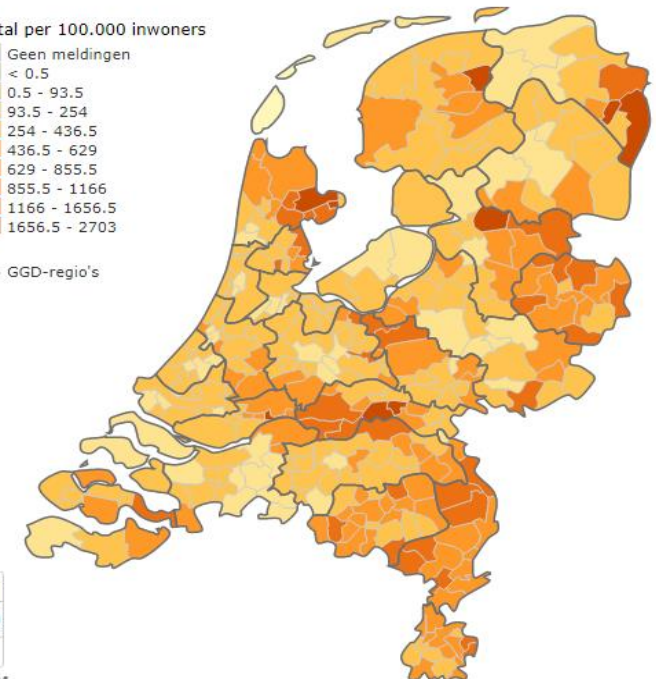 tal per 100.000 inwoners
Geen meldingen
< 0.5
0.5 - 93.5
93.5 - 254
254 - 436.5
436.5 - 629
629 - 855.5
855.5 - 1166
1166 - 1656.5
1656.5 - 2703
GGD-regio's